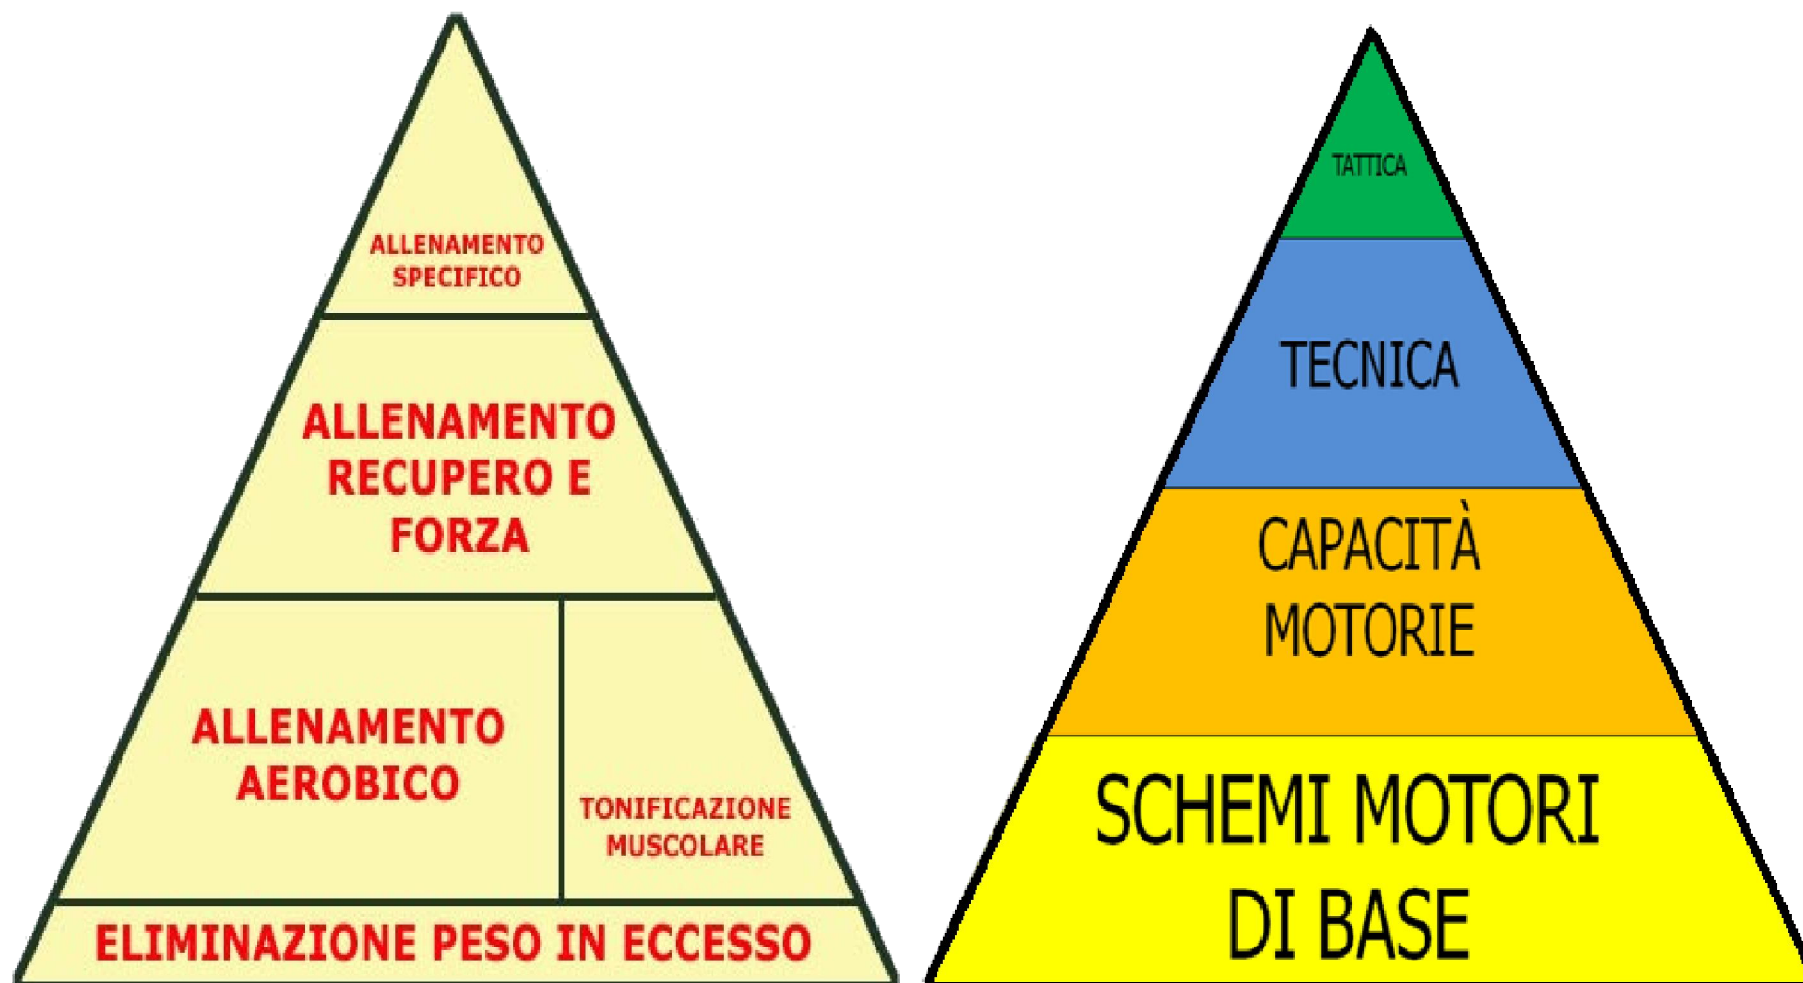 ALLENAMENTO
SPECIFICO
ALLENAMENTO
RECUPERO E
FORZA
ALLENAMENTO
AEROBICO
TONIFICAZIONE
MUSCOLARE
ELIMINAZIONE PESO IN ECCESSO
TATTICA
TECNICA
CAPACITÀ
MOTORIE
SCHEMI MOTORI
DI BASE